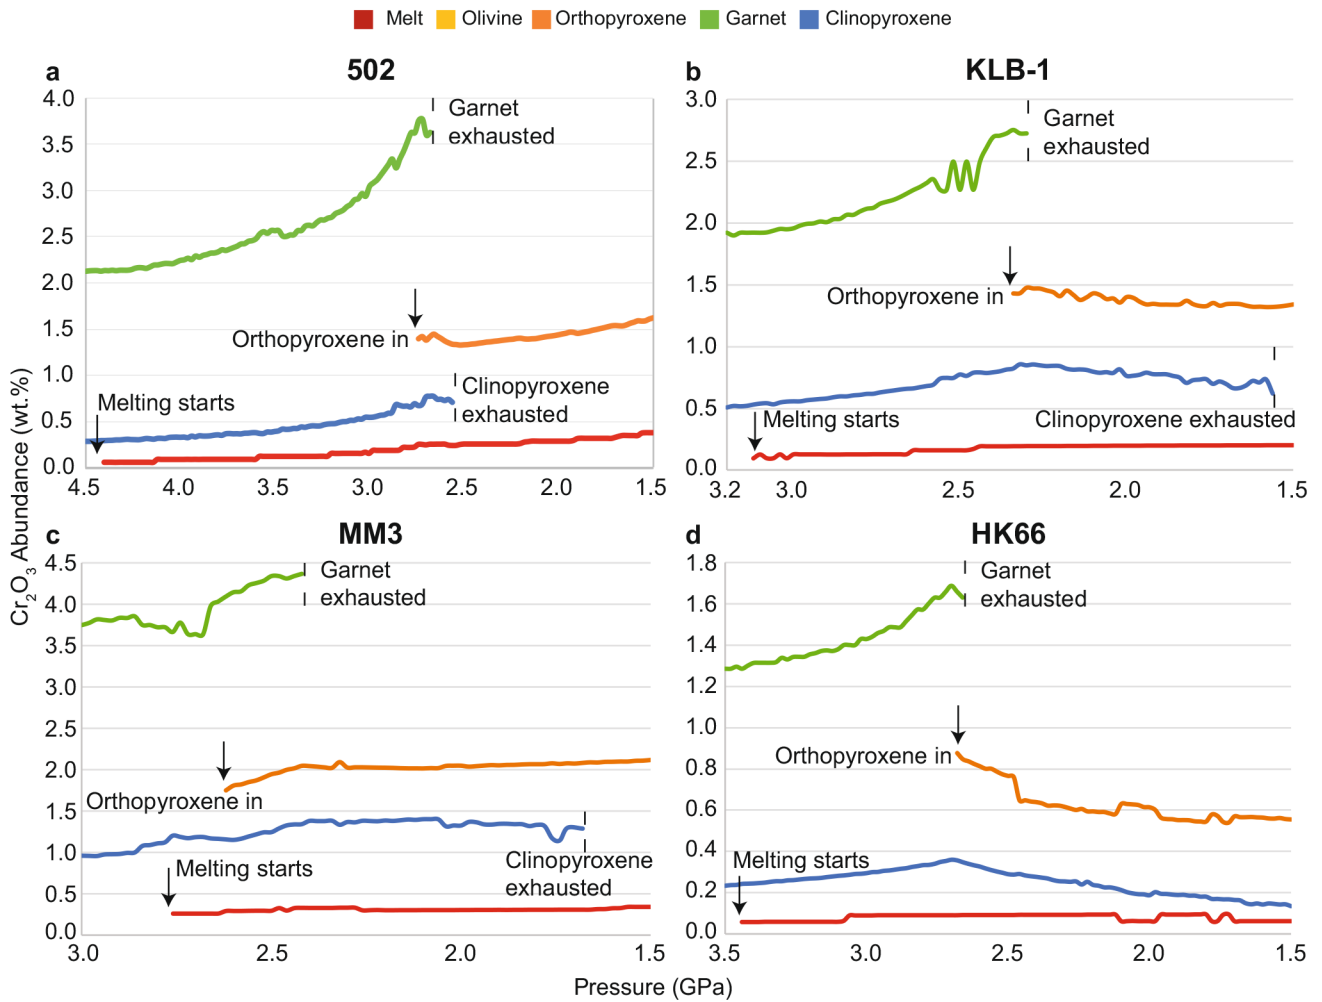 Melt Olivine Orthopyroxene Garnet Clinopyroxene
a 502
4.0
3.5
3.0
2.5
2.0
1.5
1.0
0.5
0.0
Garnet
exhausted
Orthopyroxene in
Clinopyroxene
exhausted
Melting starts
4.5 4.0 3.5 3.0 2.5 2.0 1.5
b KLB-1
3.0
2.5
2.0
1.5
1.0
0.5
0.0
Garnet
exhausted
Orthopyroxene in
Melting starts
Clinopyroxene exhausted
3.2 3.0 2.5 2.0 1.5
Cr2O3 Abundance (wt.%)
c MM3
4.5
4.0
3.5
3.0
2.5
2.0
1.5
1.0
0.5
0.0
Garnet
exhausted
Orthopyroxene in
Melting starts
Clinopyroxene
exhausted
3.0 2.5 2.0 1.5
d HK66
1.8
1.6
1.4
1.2
1.0
0.8
0.6
0.4
0.2
0.0
Garnet
exhausted
Orthopyroxene in
Melting starts
3.5 3.0 2.5 2.0 1.5
Pressure (GPa)